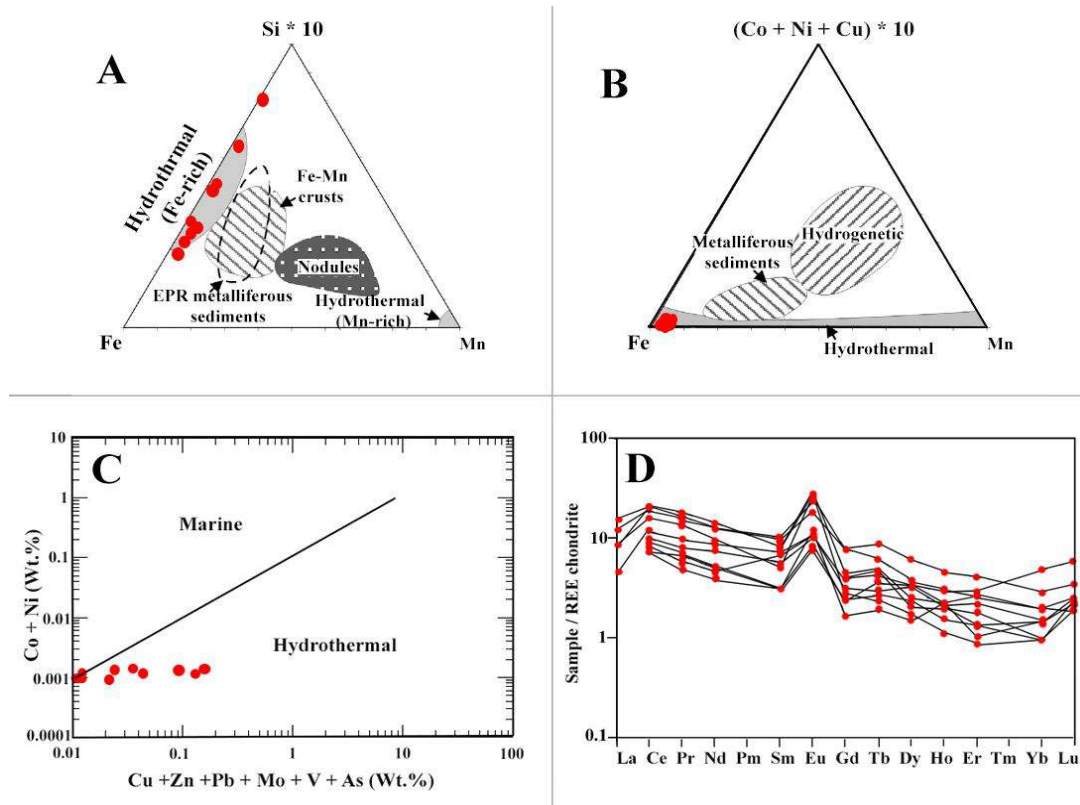 A
Si * 10
Hydrothrmal
(Fe-rich)
Fe-Mn
crusts
Nodules
EPR metalliferous
sediments
Hydrothermal
(Mn-rich)
Fe
Mn
B
(Co + Ni + Cu) * 10
Hydrogenetic
Metalliferous
sediments
Fe
Mn
Hydrothermal
C
Co + Ni (Wt.%)
10
1
0.1
0.01
0.001
0.0001
Marine
Hydrothermal
0.01 0.1 1 10 100
Cu +Zn +Pb + Mo + V + As (Wt.%)
D
Sample / REE chondrite
100
10
1
0.1
La Ce Pr Nd Pm Sm Eu Gd Tb Dy Ho Er Tm Yb Lu